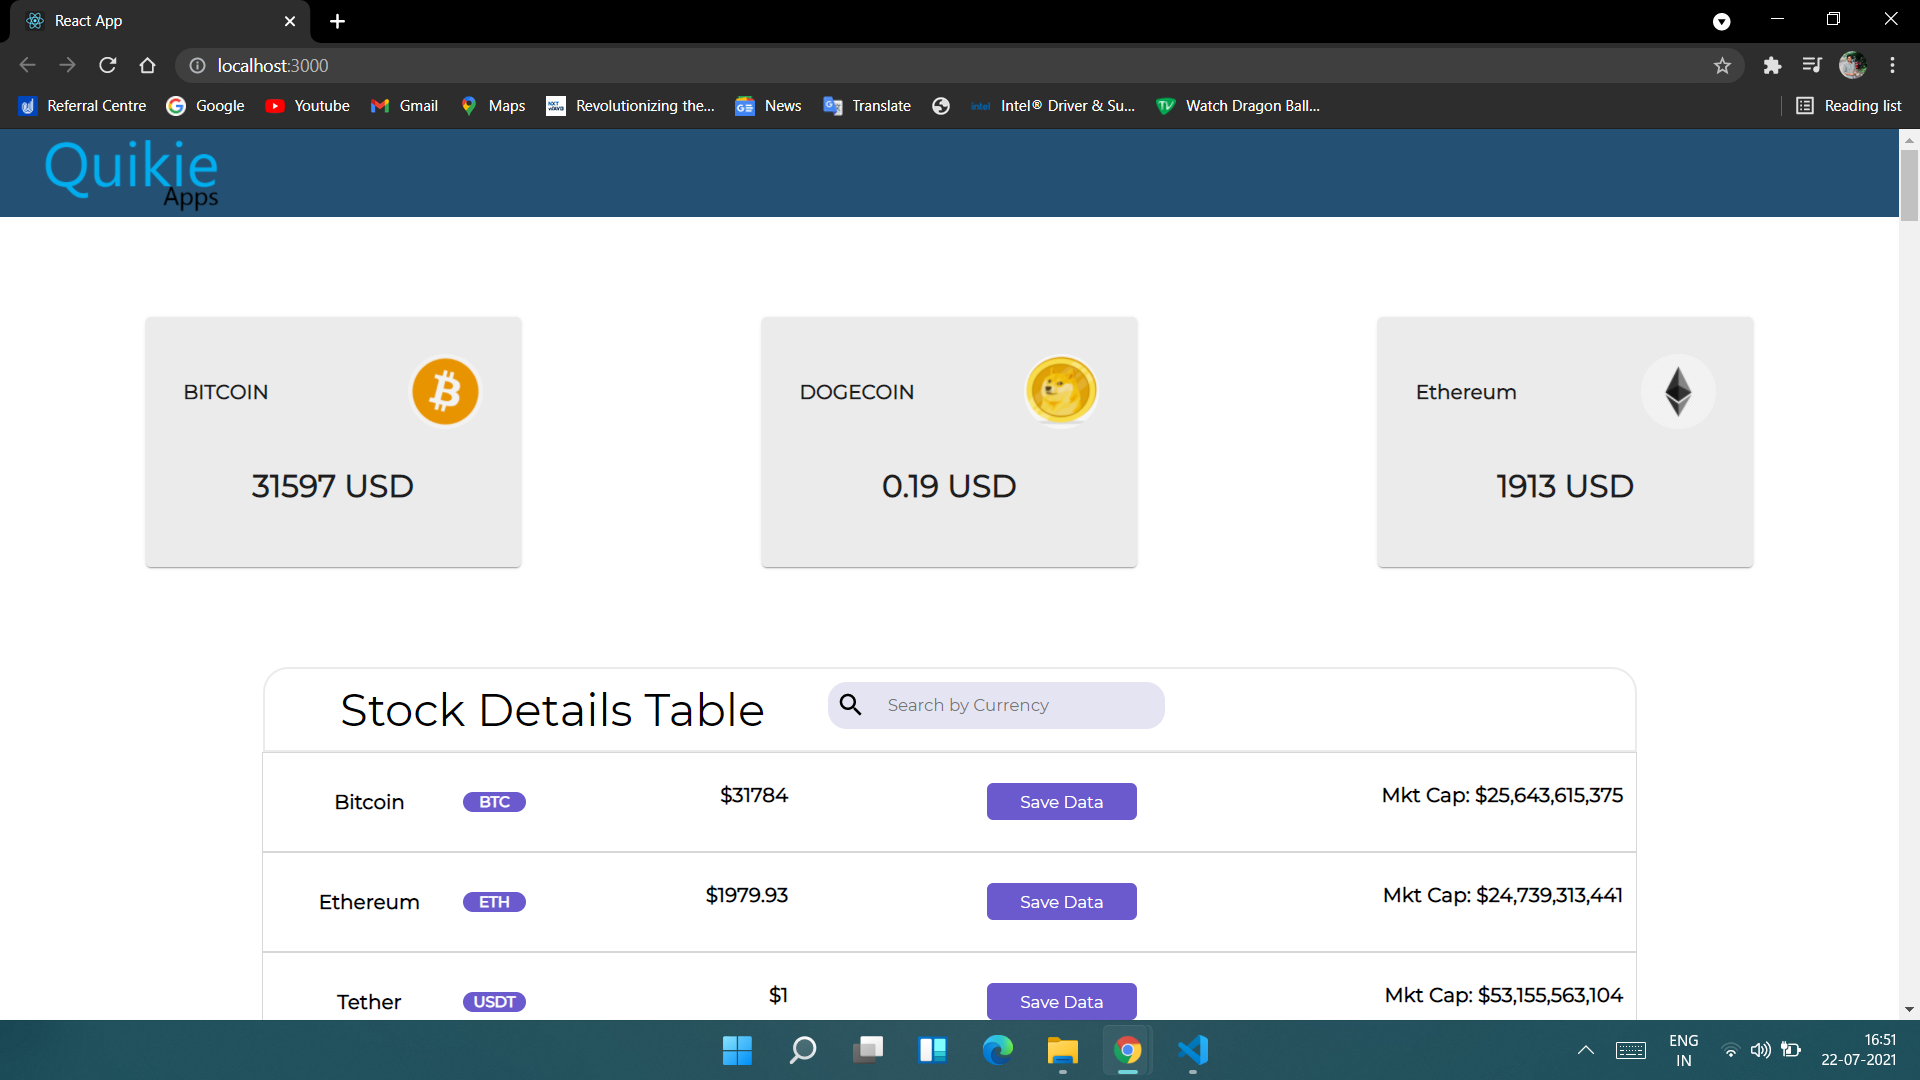 React App
localhost:3000
Referral Centre
Google
Youtube
Gmail
Maps
Revolutionizing the...
News
Translate
Intel® Driver & Su...
Watch Dragon Ball...
Reading list
Quikie
Apps
BITCOIN
31597 USD
DOGECOIN
0.19 USD
Ethereum
1913 USD
Stock Details Table
Search by Currency
Bitcoin BTC $31784 Save Data Mkt Cap: $25,643,615,375
Ethereum ETH $1979.93 Save Data Mkt Cap: $24,739,313,441
Tether USDT $1 Save Data Mkt Cap: $53,155,563,104
ENG
IN
16:51
22-07-2021